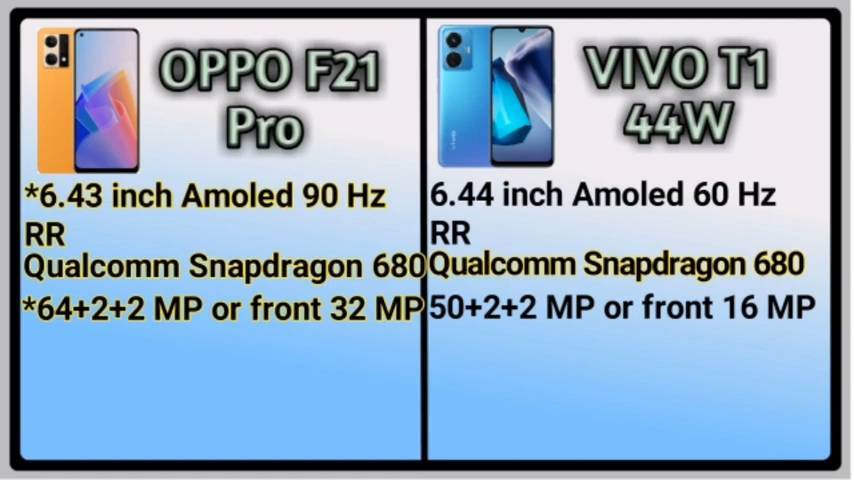 OPPO F21
Pro
*6.43 inch Amoled 90 Hz
RR
Qualcomm Snapdragon 680
*64+2+2 MP or front 32 MP
VIVO T1
44W
6.44 inch Amoled 60 Hz
RR
Qualcomm Snapdragon 680
50+2+2 MP or front 16 MP